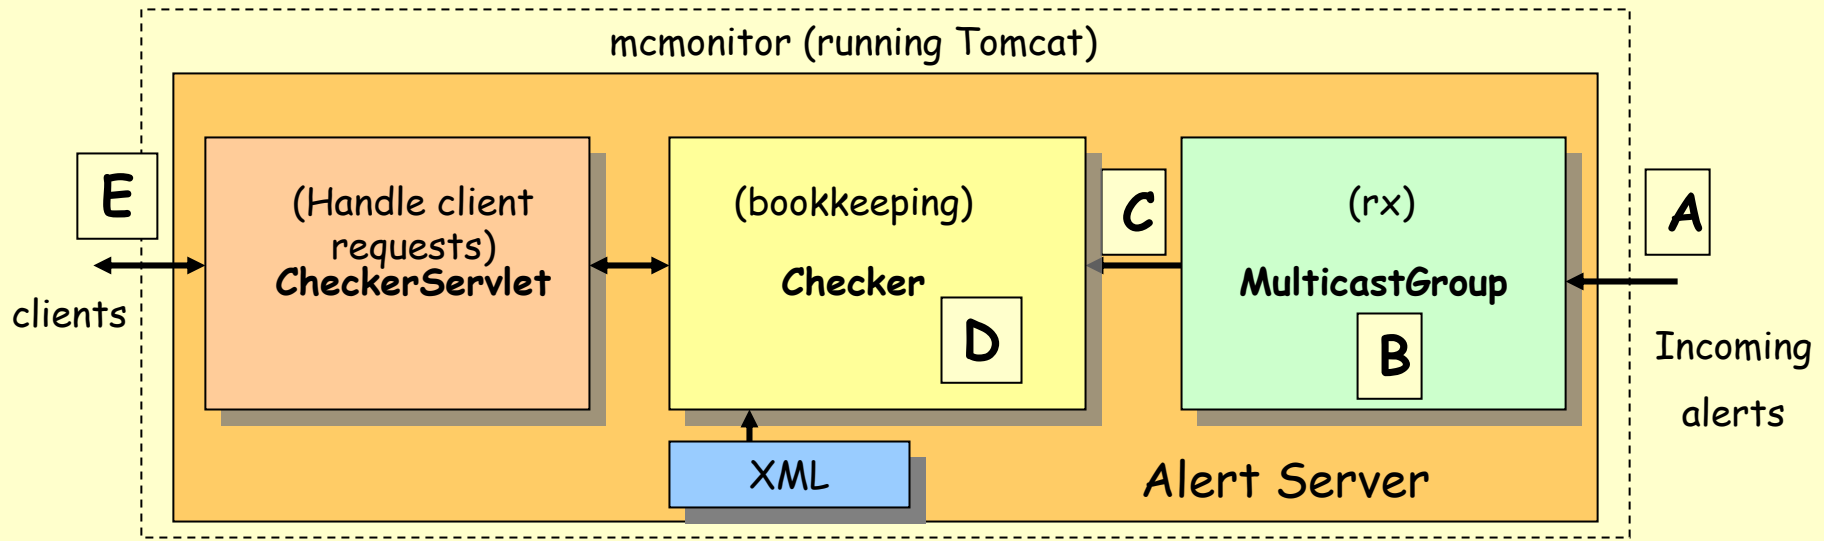 mcmonitor (running Tomcat)
E
(Handle client
requests)
CheckerServlet
clients
(bookkeeping)
Checker
D
XML
C
(rx)
MulticastGroup
B
A
Incoming
alerts
Alert Server